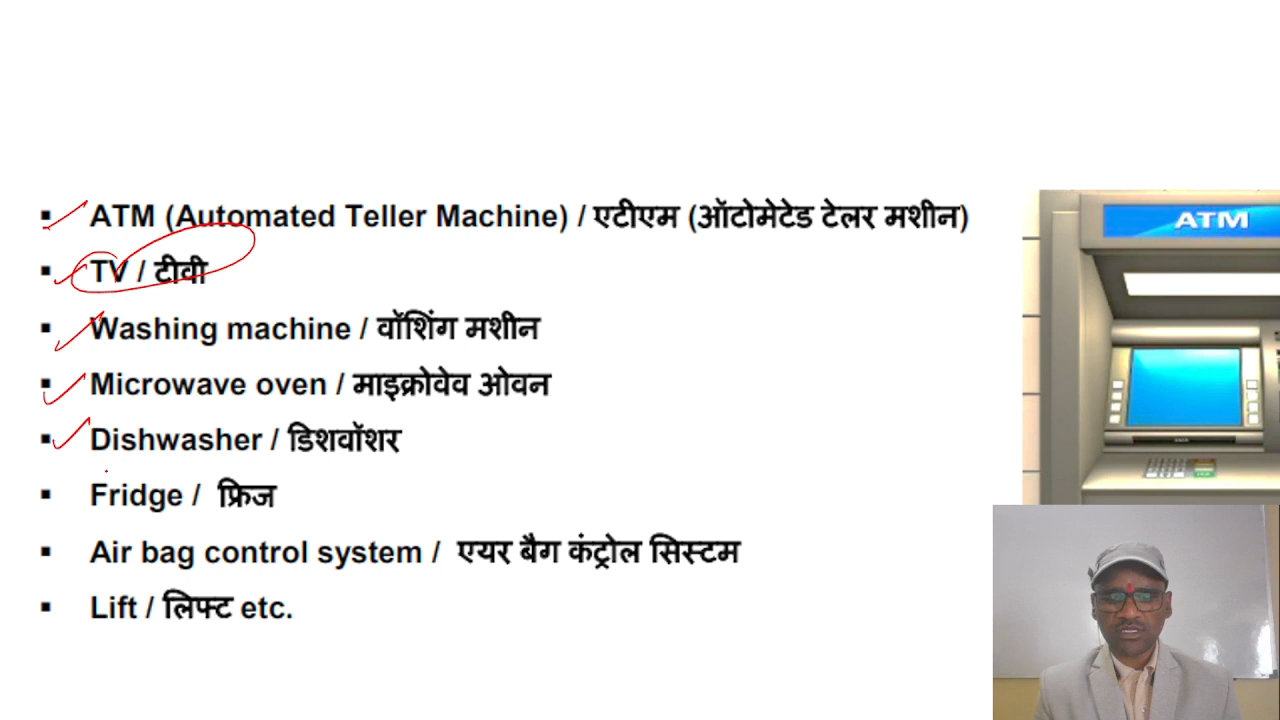 ▪ ATM (Automated Teller Machine) / एटीएम (ऑटोमेटेड टेलर मशीन)
▪ TV / टीवी
▪ Washing machine / वॉशिंग मशीन
▪ Microwave oven / माइक्रोवेव ओवन
▪ Dishwasher / डिशवॉशर
▪ Fridge / फ्रिज
▪ Air bag control system / एयर बैग कंट्रोल सिस्टम
▪ Lift / लिफ्ट etc.
ATM